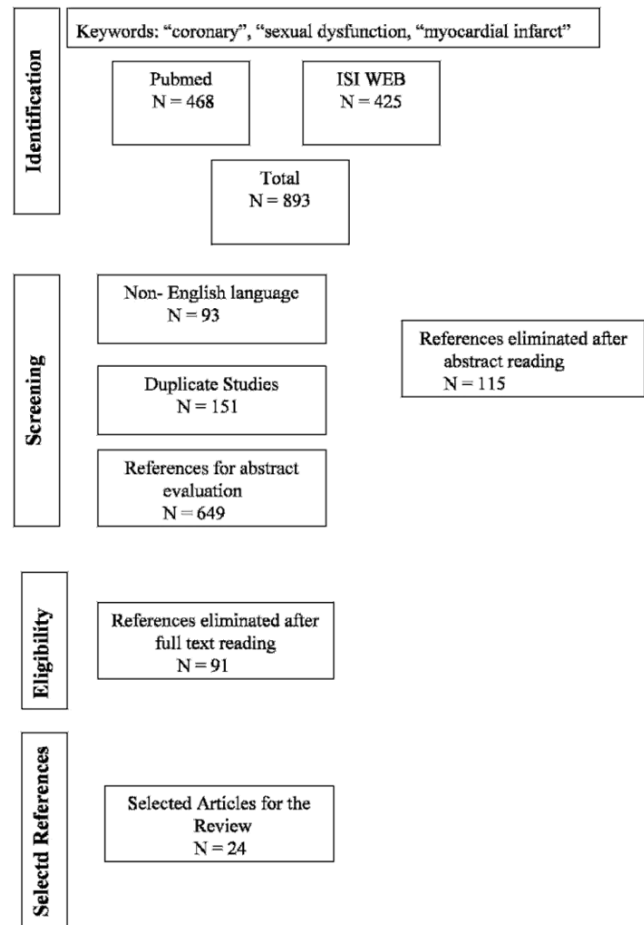 Identification
Keywords: “coronary”, “sexual dysfunction, “myocardial infarct”
Pubmed
N = 468
ISI WEB
N = 425
Total
N = 893
Screening
Non- English language
N = 93
References eliminated after
abstract reading
N = 115
Duplicate Studies
N = 151
References for abstract
evaluation
N = 649
Eligibility
References eliminated after
full text reading
N = 91
Selectd References
Selected Articles for the
Review
N = 24